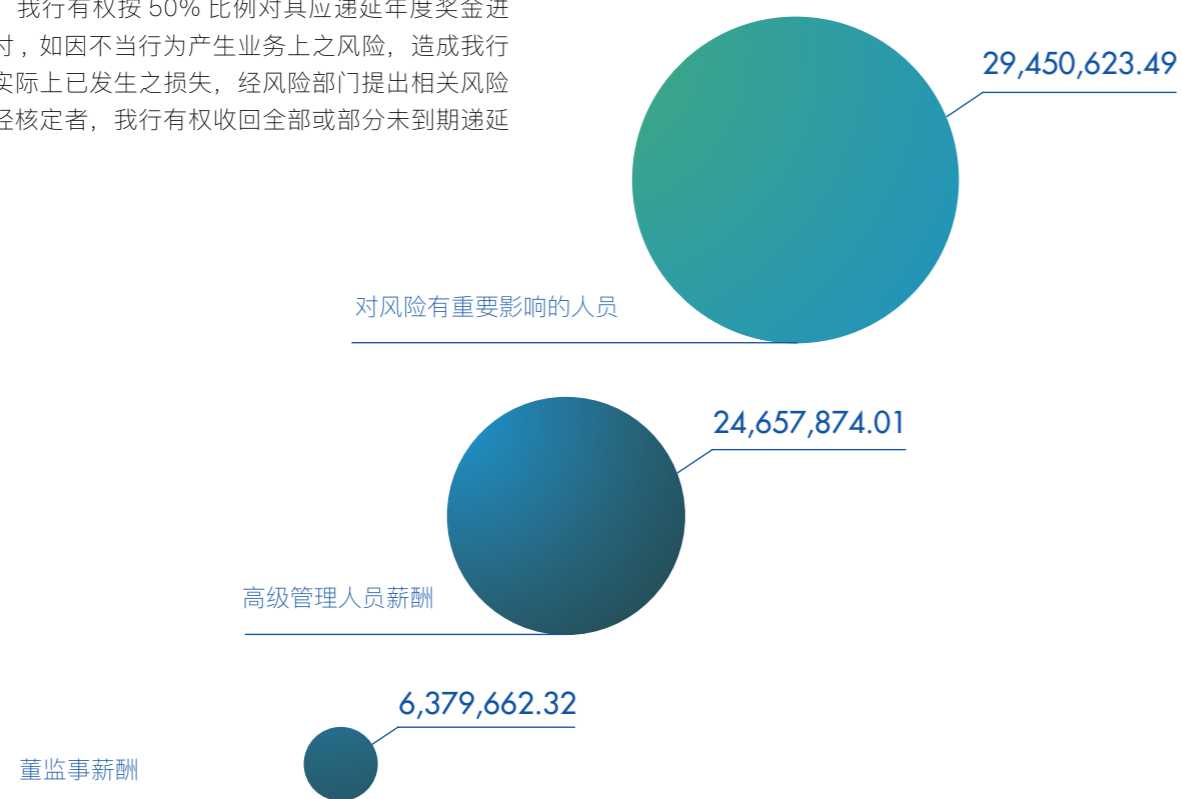 我行有权按 50% 比例对其应递延年度奖金进
付，如因不当行为产生业务上之风险，造成我行
实际上已发生之损失，经风险部门提出相关风险
经核定者，我行有权收回全部或部分未到期递延
29,450,623.49
对风险有重要影响的人员
24,657,874.01
高级管理人员薪酬
6,379,662.32
董监事薪酬